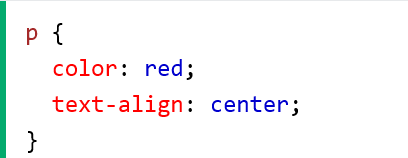 p {
  color: red;
  text-align: center;
}